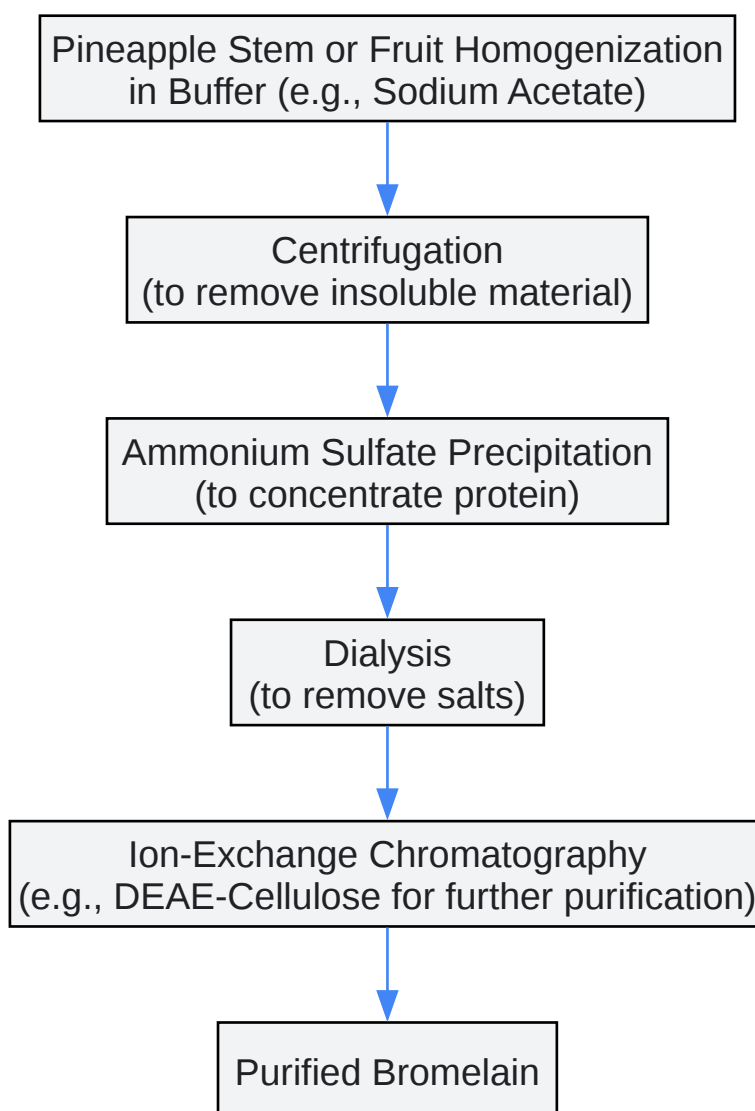 Pineapple Stem or Fruit Homogenization
in Buffer (e.g., Sodium Acetate)
Centrifugation
(to remove insoluble material)
Ammonium Sulfate Precipitation
(to concentrate protein)
Dialysis
(to remove salts)
Ion-Exchange Chromatography
(e.g., DEAE-Cellulose for further purification)
Purified Bromelain